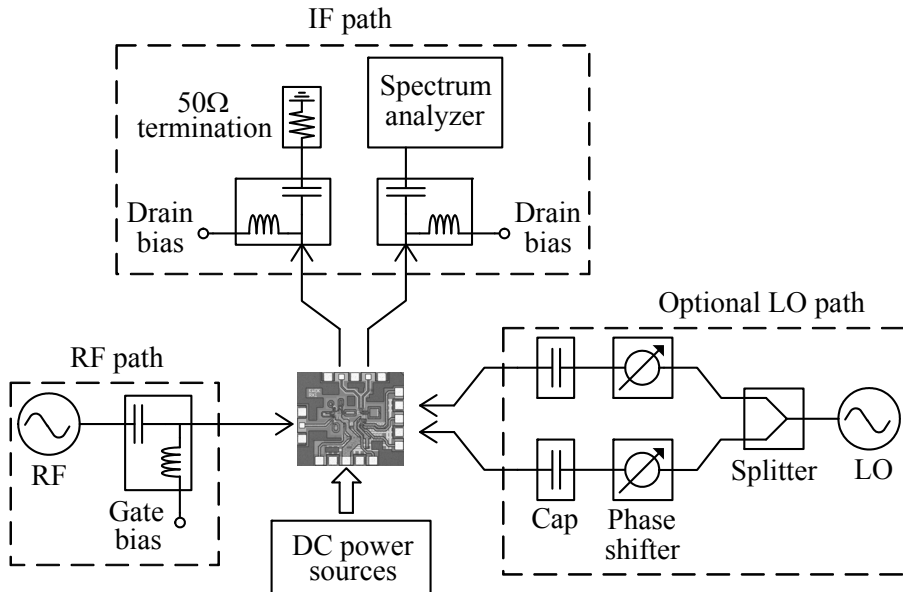 IF path
50Ω
termination
Spectrum
analyzer
Drain
bias
Drain
bias
Optional LO path
RF path
RF
Gate
bias
Splitter
LO
Cap
Phase
shifter
DC power
sources